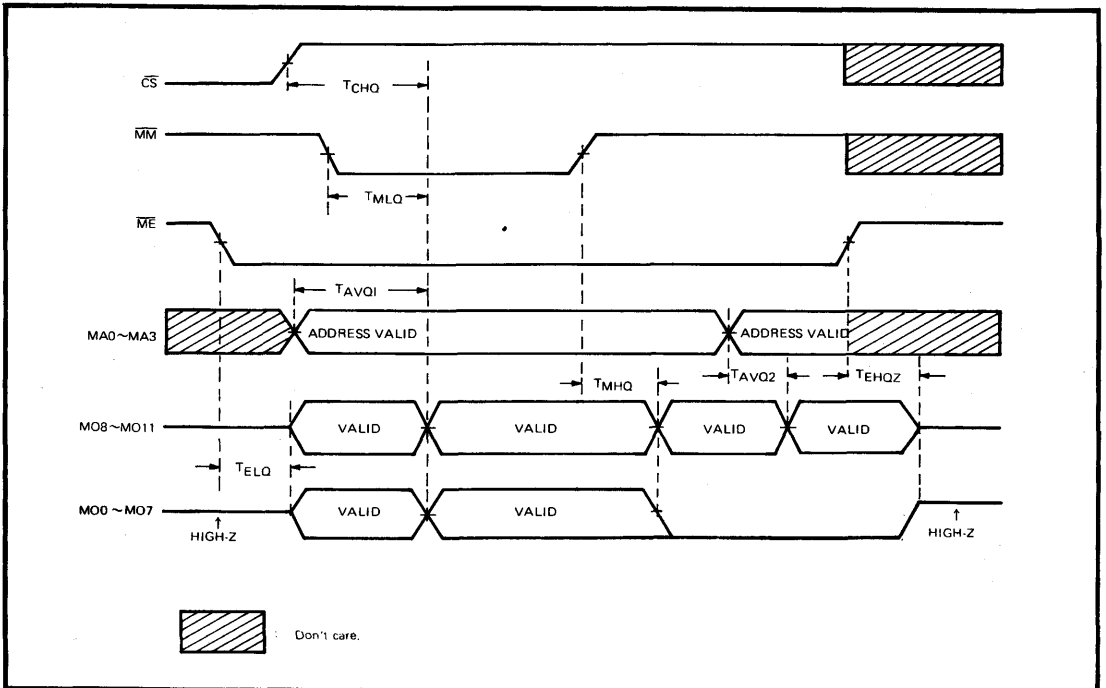 CS
TCHQ
MM
TMLQ
ME
TAVQ1
MA0~MA3
ADDRESS VALID
ADDRESS VALID
TMHQ
TAVQ2
TEHQZ
MO8~MO11
VALID
VALID
VALID
VALID
TELQ
MO0~MO7
VALID
VALID
↑
HIGH-Z
↑
HIGH-Z
: Don't care.